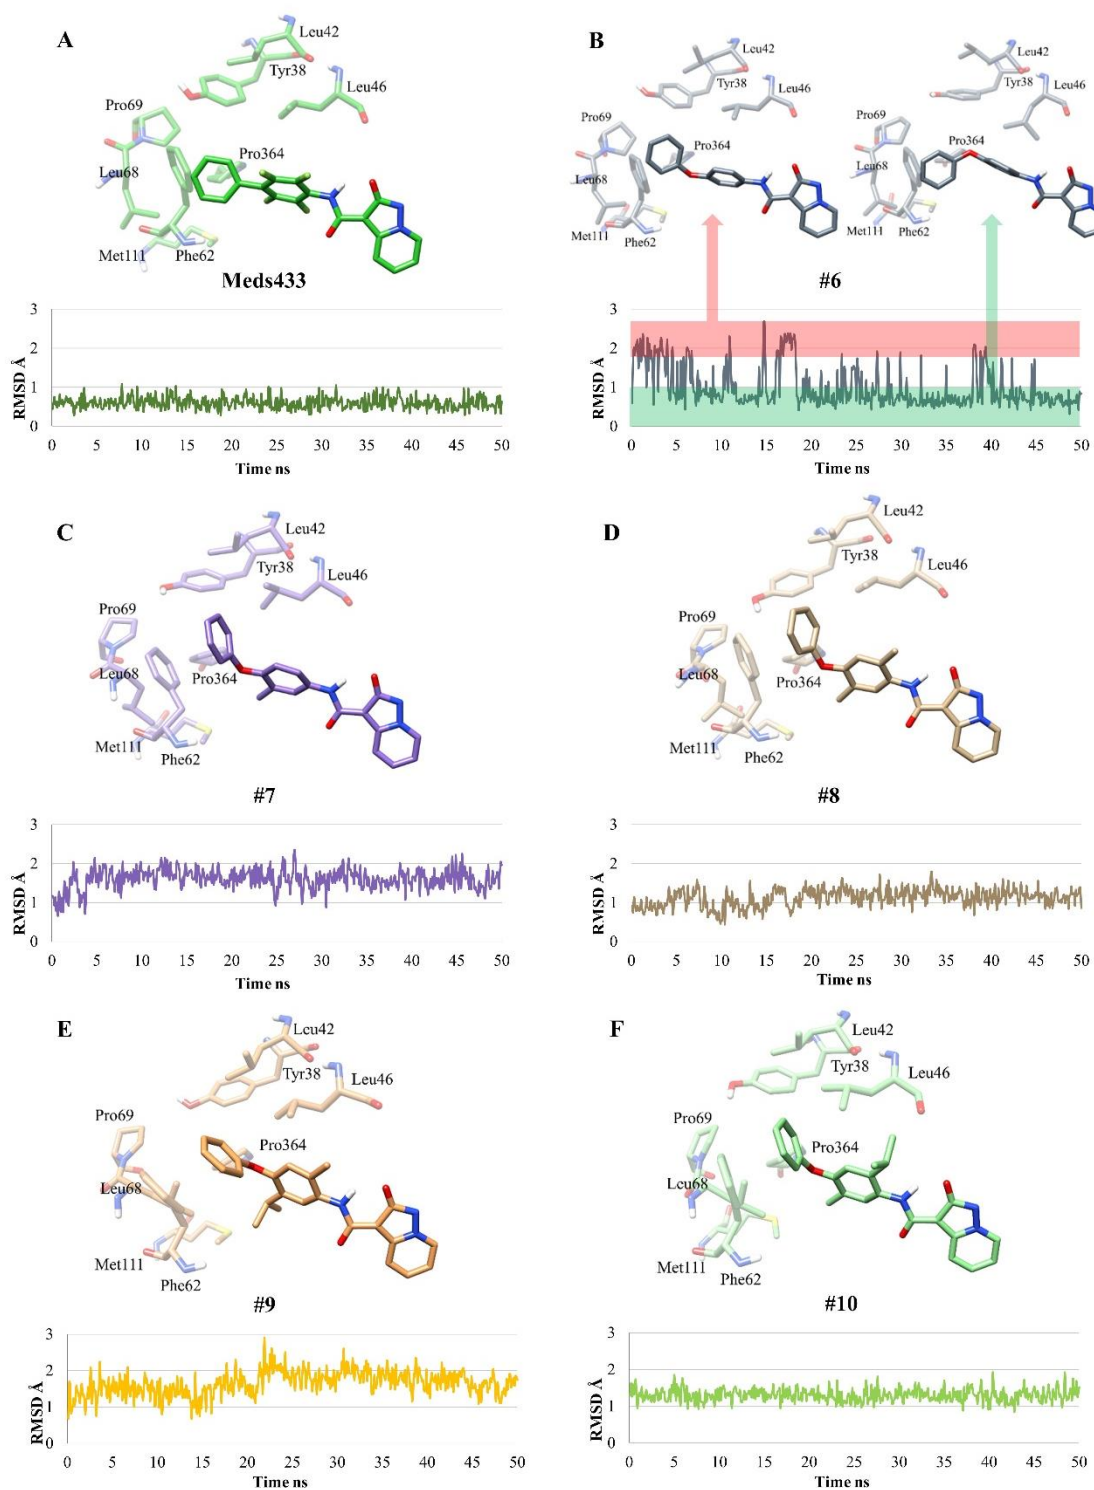 A
Leu42
Tyr38
Leu46
Pro69
Pro364
Leu68
Met111
Phe62
Meds433
3
2
1
0
RMSD Å
0 5 10 15 20 25 30 35 40 45 50
Time ns
B
Leu42
Tyr38
Leu46
Pro69
Pro364
Leu68
Met111
Phe62
Leu42
Tyr38
Leu46
Pro69
Pro364
Leu68
Met111
Phe62
#6
3
2
1
0
RMSD Å
0 5 10 15 20 25 30 35 40 45 50
Time ns
C
Leu42
Tyr38
Leu46
Pro69
Leu68
Pro364
Met111
Phe62
#7
3
2
1
0
RMSD Å
0 5 10 15 20 25 30 35 40 45 50
Time ns
D
Leu42
Tyr38
Leu46
Pro69
Leu68
Pro364
Met111
Phe62
#8
3
2
1
0
RMSD Å
0 5 10 15 20 25 30 35 40 45 50
Time ns
E
Leu42
Tyr38
Leu46
Pro69
Pro364
Leu68
Met111
Phe62
#9
3
2
1
0
RMSD Å
0 5 10 15 20 25 30 35 40 45 50
Time ns
F
Leu42
Tyr38
Leu46
Pro69
Pro364
Leu68
Met111
Phe62
#10
3
2
1
0
RMSD Å
0 5 10 15 20 25 30 35 40 45 50
Time ns